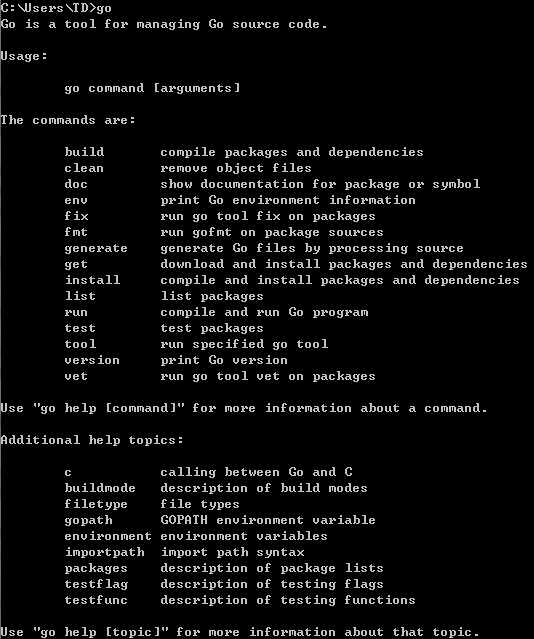 C:\Users\TD>go
Go is a tool for managing Go source code.

Usage:

        go command [arguments]

The commands are:

        build       compile packages and dependencies
        clean       remove object files
        doc         show documentation for package or symbol
        env         print Go environment information
        fix         run go tool fix on packages
        fmt         run gofmt on package sources
        generate    generate Go files by processing source
        get         download and install packages and dependencies
        install     compile and install packages and dependencies
        list        list packages
        run         compile and run Go program
        test        test packages
        tool        run specified go tool
        version     print Go version
        vet         run go tool vet on packages

Use "go help [command]" for more information about a command.

Additional help topics:

        c           calling between Go and C
        buildmode   description of build modes
        filetype    file types
        gopath      GOPATH environment variable
        environment environment variables
        importpath  import path syntax
        packages    description of package lists
        testflag    description of testing flags
        testfunc    description of testing functions

Use "go help [topic]" for more information about that topic.